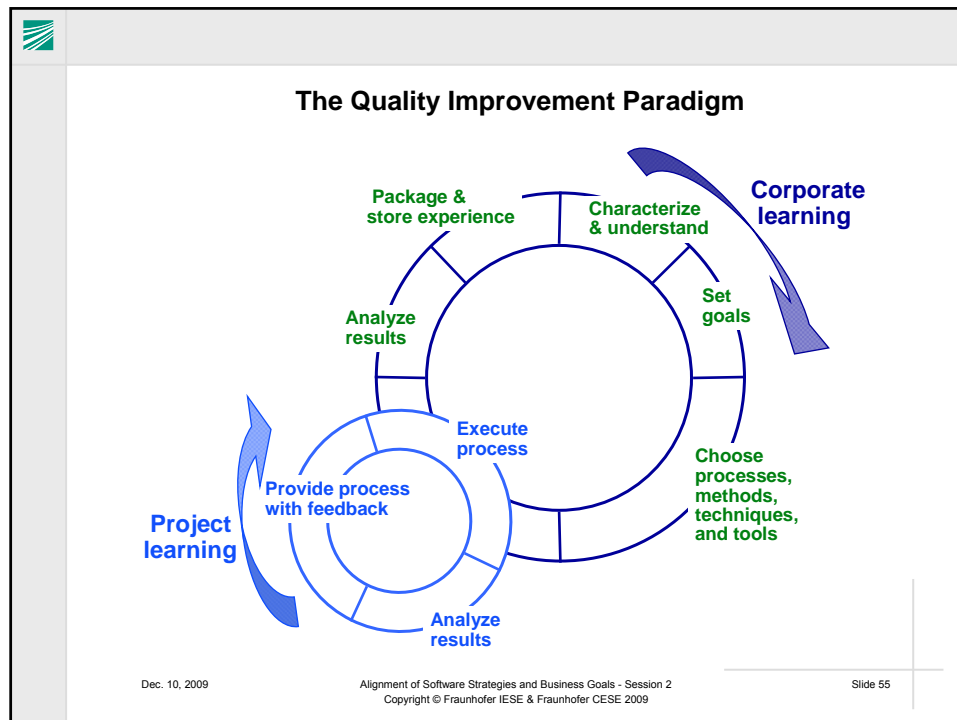 The Quality Improvement Paradigm
Corporate
learning
Package &
store experience
Characterize
& understand
Set
goals
Analyze
results
Execute
process
Choose
processes,
methods,
techniques,
and tools
Provide process
with feedback
Project
learning
Analyze
results
Dec. 10, 2009
Alignment of Software Strategies and Business Goals - Session 2
Copyright © Fraunhofer IESE & Fraunhofer CESE 2009
Slide 55